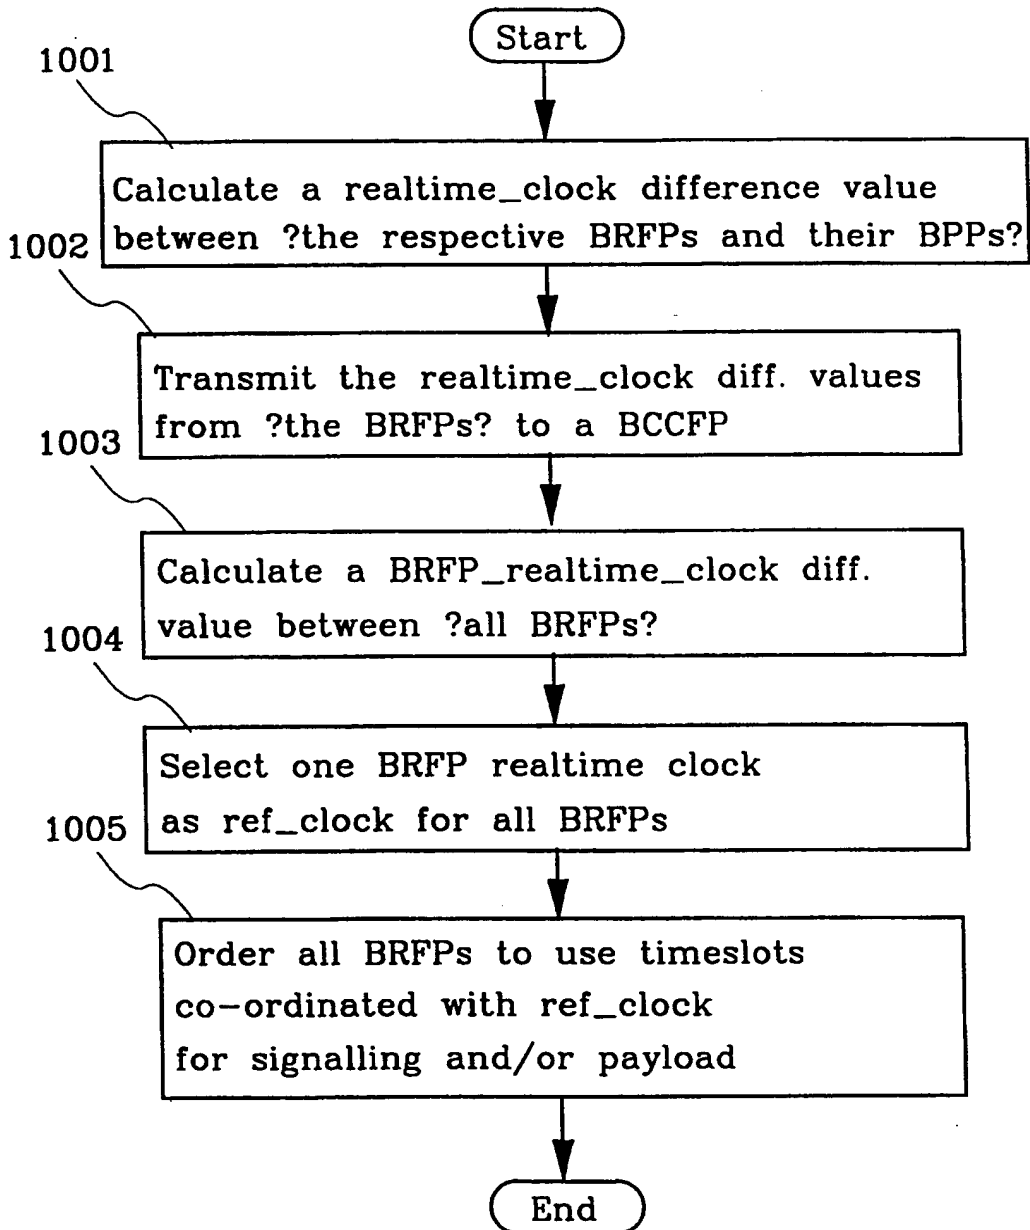 Start
1001
Calculate a realtime_clock difference value
between ?the respective BRFPs and their BPPs?
1002
Transmit the realtime_clock diff. values
from ?the BRFPs? to a BCCFP
1003
Calculate a BRFP_realtime_clock diff.
value between ?all BRFPs?
1004
Select one BRFP realtime clock
as ref_clock for all BRFPs
1005
Order all BRFPs to use timeslots
co-ordinated with ref_clock
for signalling and/or payload
End